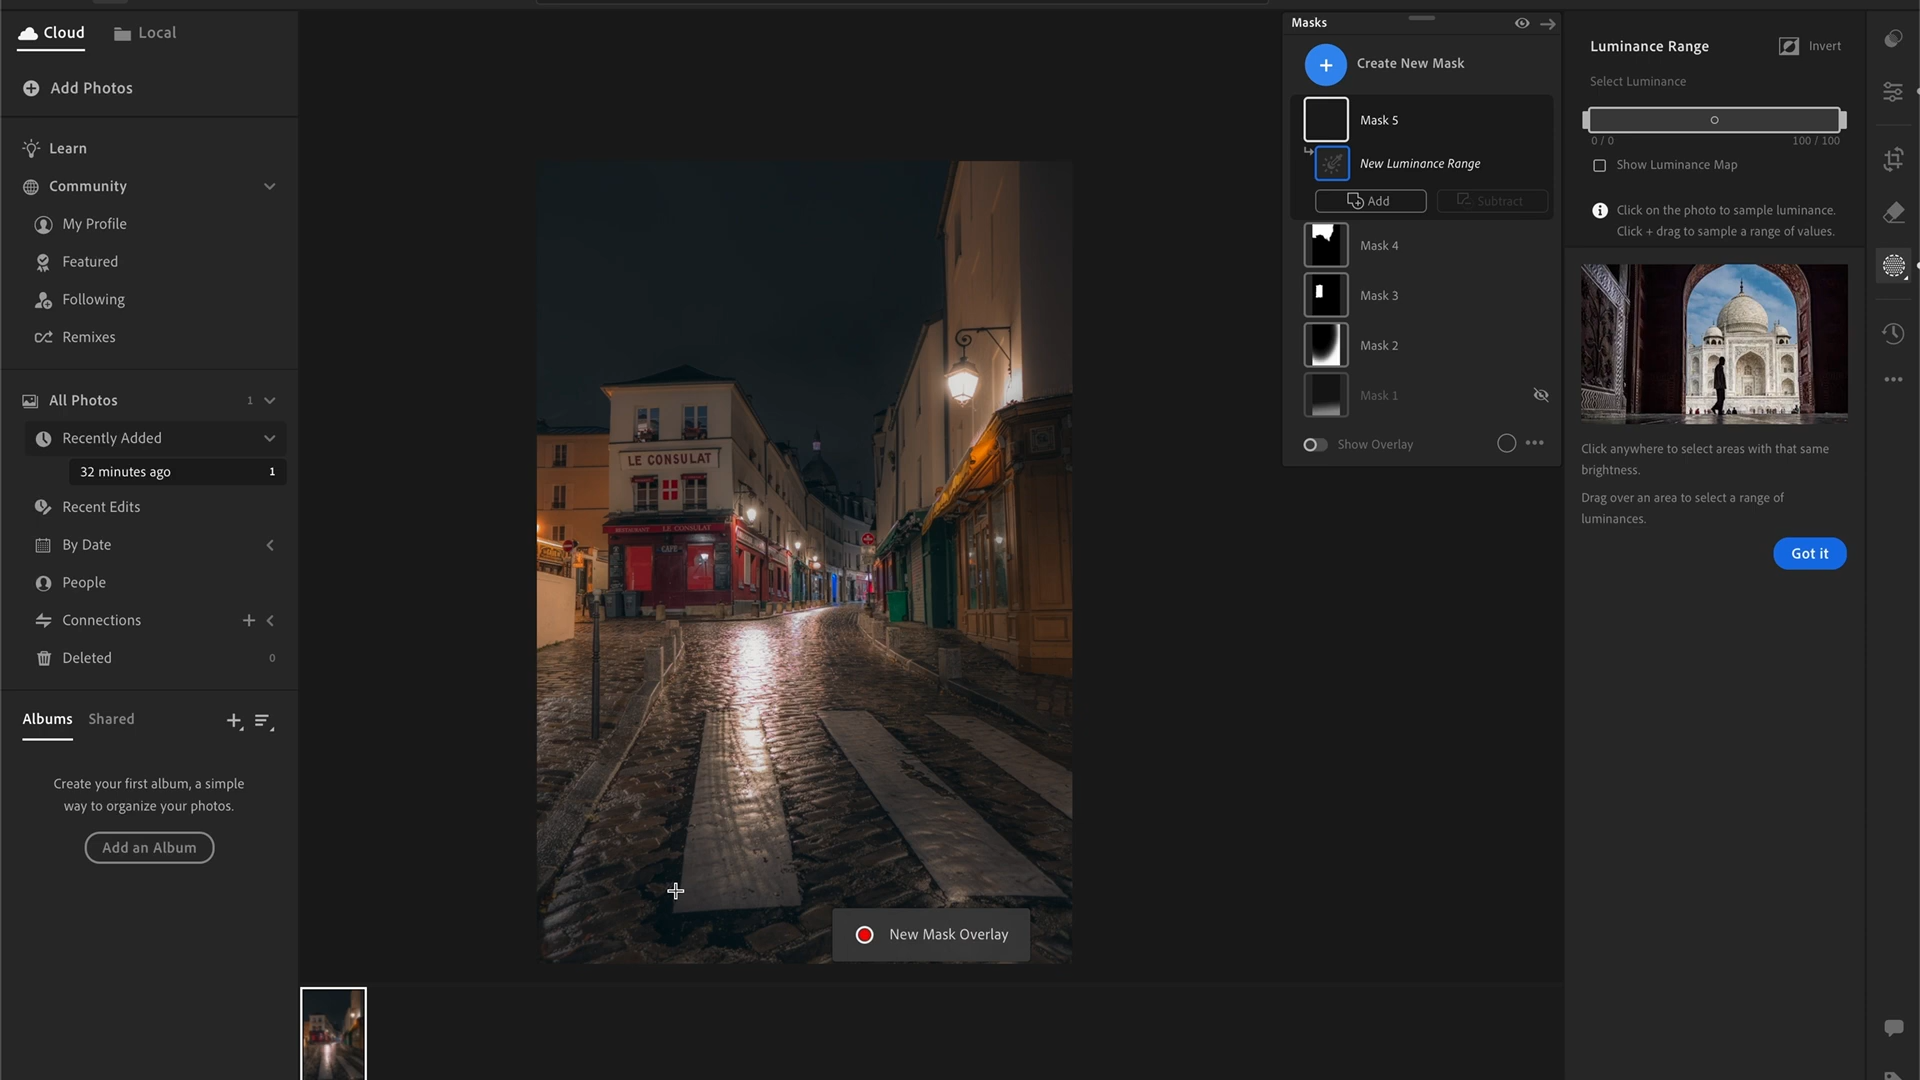 Cloud
Local
Add Photos
Learn
Community
My Profile
Featured
Following
Remixes
All Photos 1
Recently Added
32 minutes ago 1
Recent Edits
By Date
People
Connections
Deleted 0
Albums Shared
Create your first album, a simple
way to organize your photos.
Add an Album
LE CONSULAT
RESTAURANT LE CONSULAT
CAFE
New Mask Overlay
Masks
Create New Mask
Mask 5
New Luminance Range
Add Subtract
Mask 4
Mask 3
Mask 2
Mask 1
Show Overlay
Luminance Range Invert
Select Luminance
0 / 0 100 / 100
Show Luminance Map
Click on the photo to sample luminance.
Click + drag to sample a range of values.
Click anywhere to select areas with that same
brightness.
Drag over an area to select a range of
luminances.
Got it